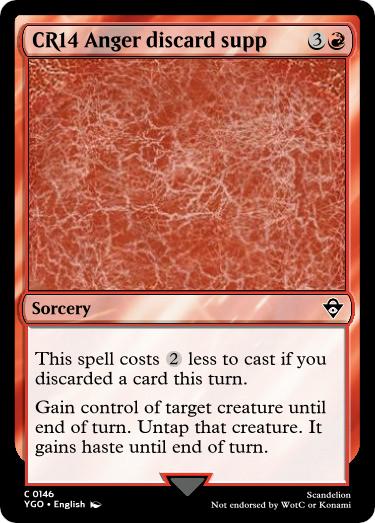 CR14 Anger discard supp 3
Sorcery
This spell costs 2 less to cast if you
discarded a card this turn.
Gain control of target creature until
end of turn. Untap that creature. It
gains haste until end of turn.
C 0146
YGO • English
Scandelion
Not endorsed by WotC or Konami